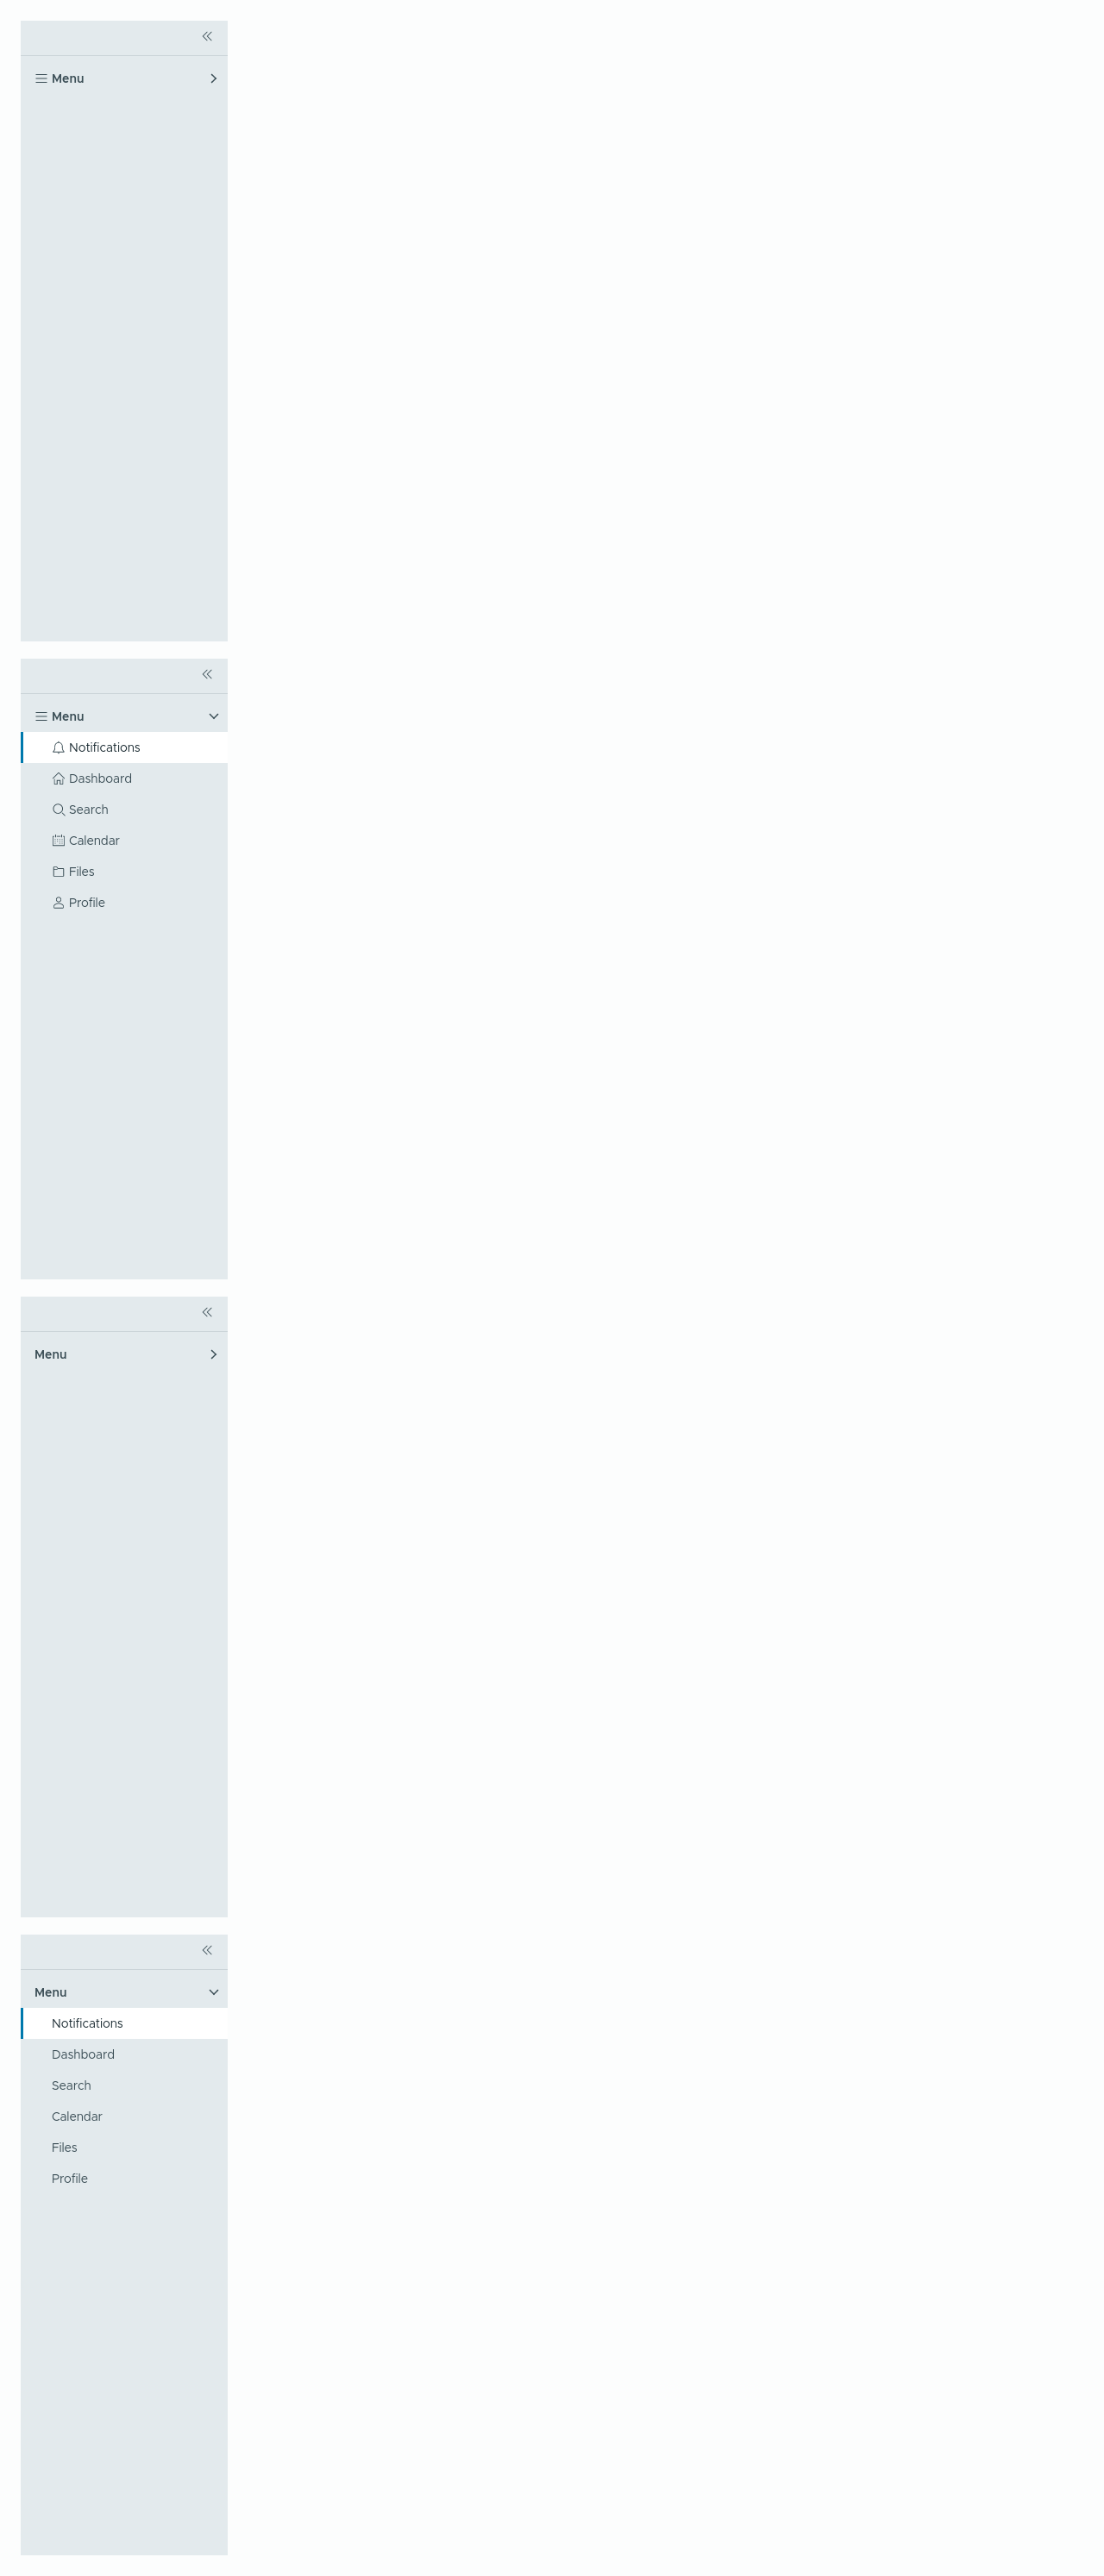 Menu
Menu
Notifications
Dashboard
Search
Calendar
Files
Profile
Menu
Menu
Notifications
Dashboard
Search
Calendar
Files
Profile